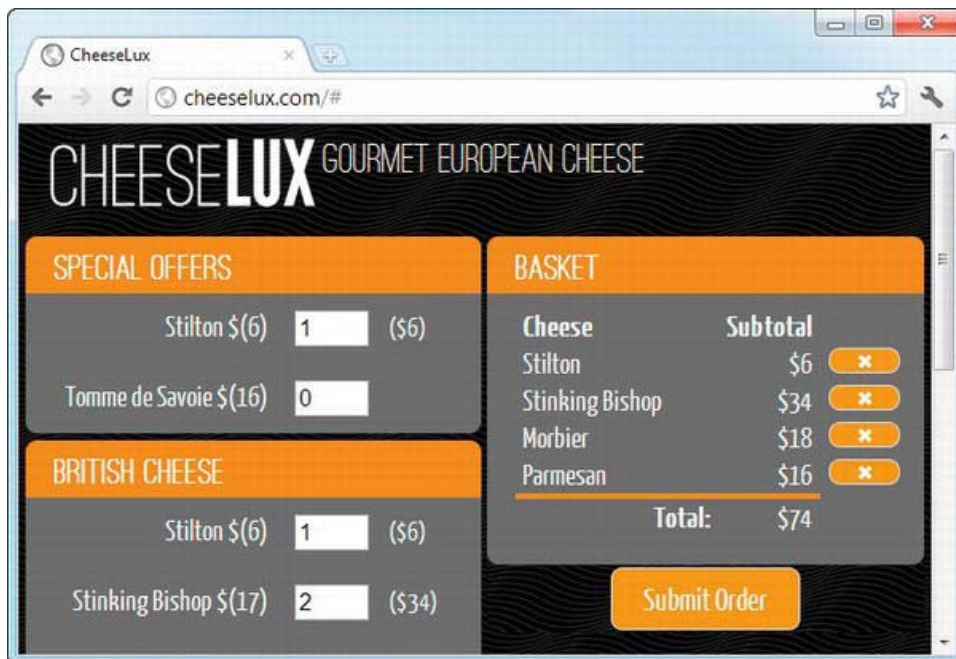 CheeseLux
cheeselux.com/#
CHEESELUX GOURMET EUROPEAN CHEESE
SPECIAL OFFERS
Stilton $(6) 1 ($6)
Tomme de Savoie $(16) 0
BRITISH CHEESE
Stilton $(6) 1 ($6)
Stinking Bishop $(17) 2 ($34)
BASKET
Cheese Subtotal
Stilton $6
Stinking Bishop $34
Morbier $18
Parmesan $16
Total: $74
Submit Order